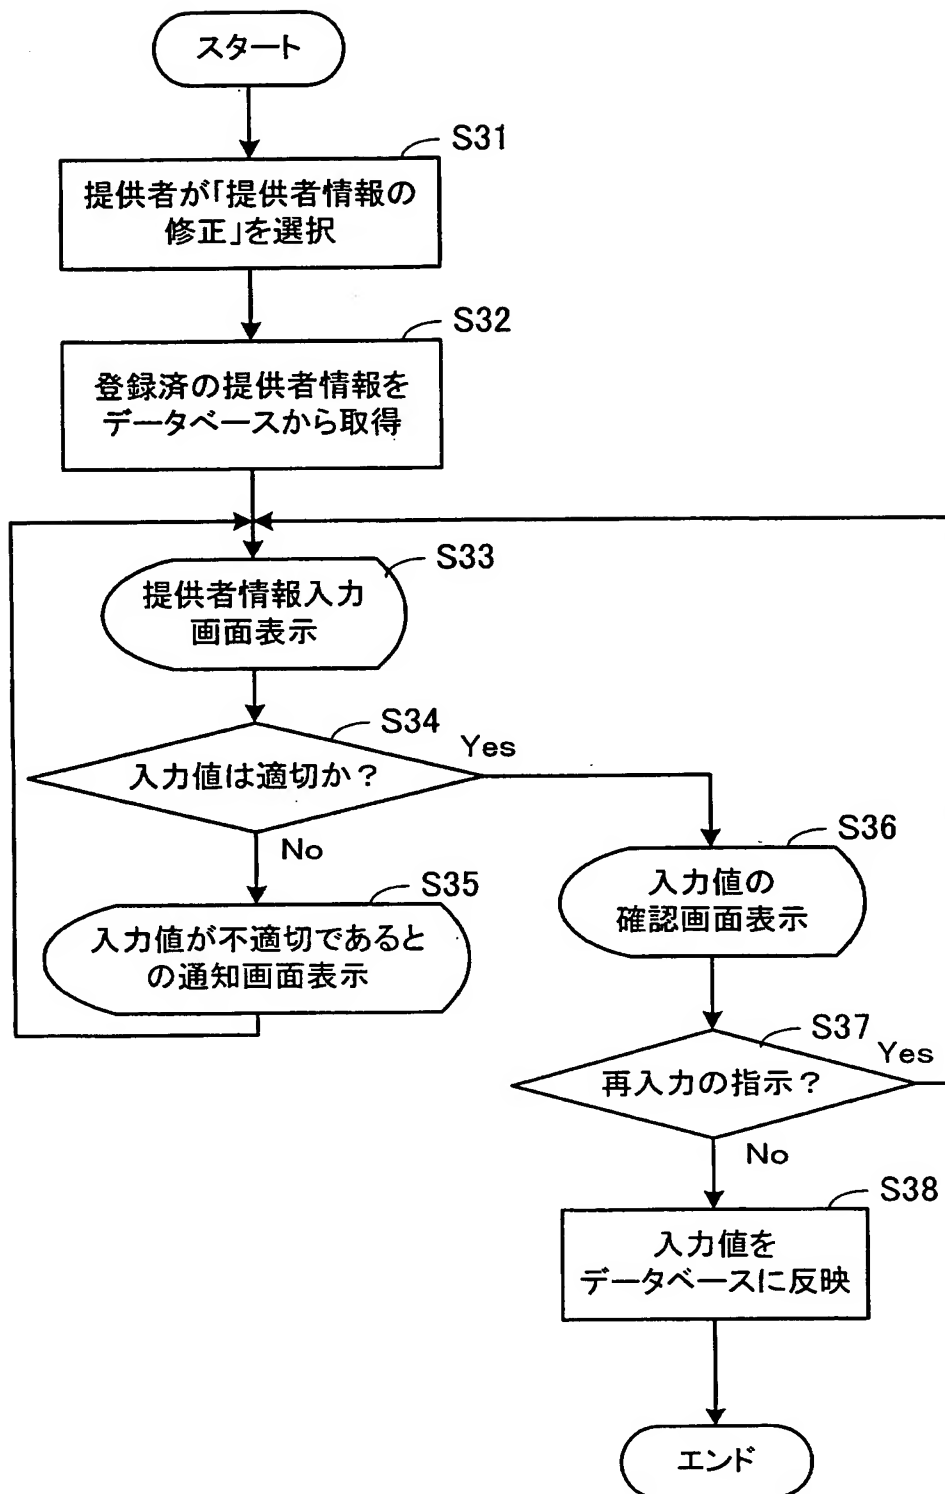 スタート
S31
提供者が「提供者情報の
修正」を選択
S32
登録済の提供者情報を
データベースから取得
S33
提供者情報入力
画面表示
S34
入力値は適切か？
Yes
No
S35
入力値が不適切であると
の通知画面表示
S36
入力値の
確認画面表示
S37
再入力の指示？
Yes
No
S38
入力値を
データベースに反映
エンド